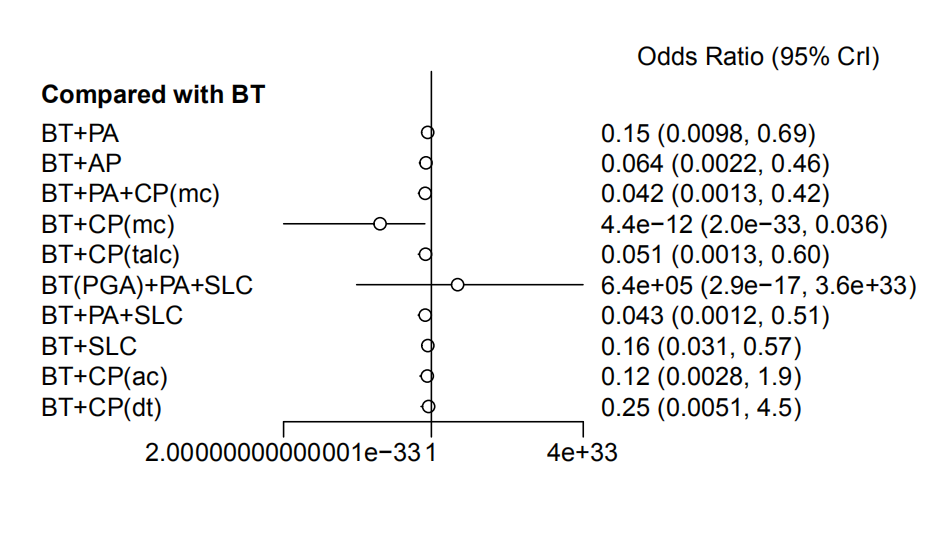 Odds Ratio (95% CrI)
Compared with BT
BT+PA 0.15 (0.0098, 0.69)
BT+AP 0.064 (0.0022, 0.46)
BT+PA+CP(mc) 0.042 (0.0013, 0.42)
BT+CP(mc) 4.4e−12 (2.0e−33, 0.036)
BT+CP(talc) 0.051 (0.0013, 0.60)
BT(PGA)+PA+SLC 6.4e+05 (2.9e−17, 3.6e+33)
BT+PA+SLC 0.043 (0.0012, 0.51)
BT+SLC 0.16 (0.031, 0.57)
BT+CP(ac) 0.12 (0.0028, 1.9)
BT+CP(dt) 0.25 (0.0051, 4.5)
2.00000000000001e−33 1 4e+33